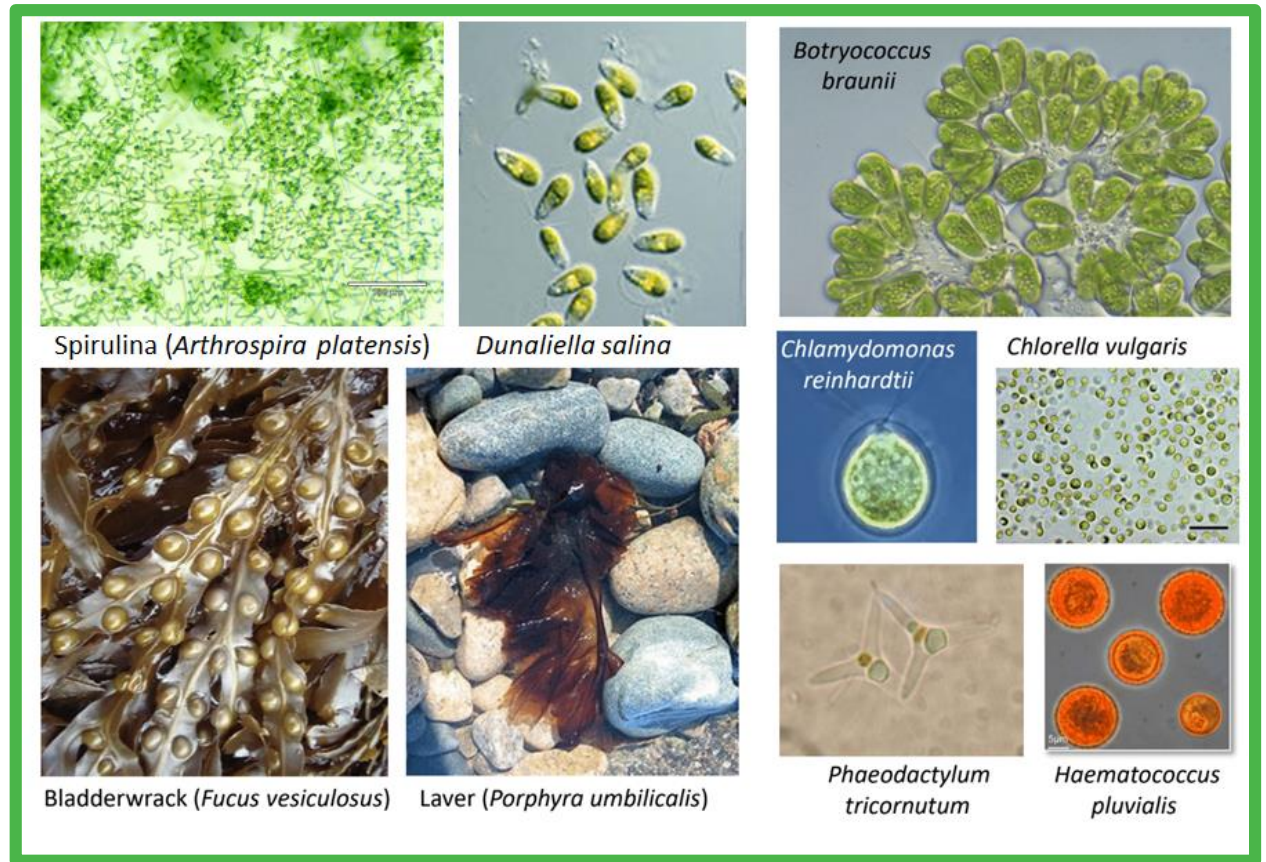 Botryococcus
braunii
Spirulina (Arthrospira platensis)
Dunaliella salina
Chlamydomonas
reinhardtii
Chlorella vulgaris
5µm
Bladderwrack (Fucus vesiculosus)
Laver (Porphyra umbilicalis)
Phaeodactylum
tricornutum
Haematococcus
pluvialis